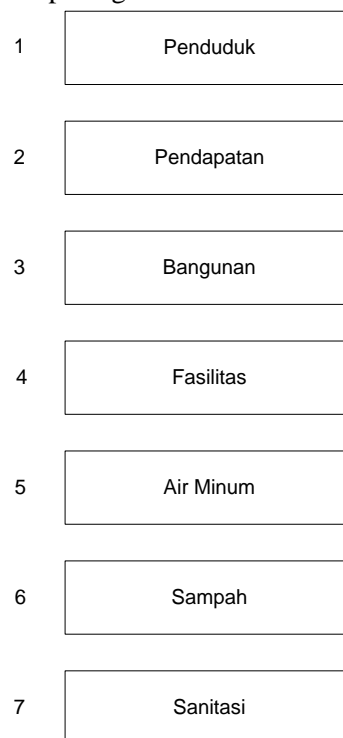 1 Penduduk
2 Pendapatan
3 Bangunan
4 Fasilitas
5 Air Minum
6 Sampah
7 Sanitasi